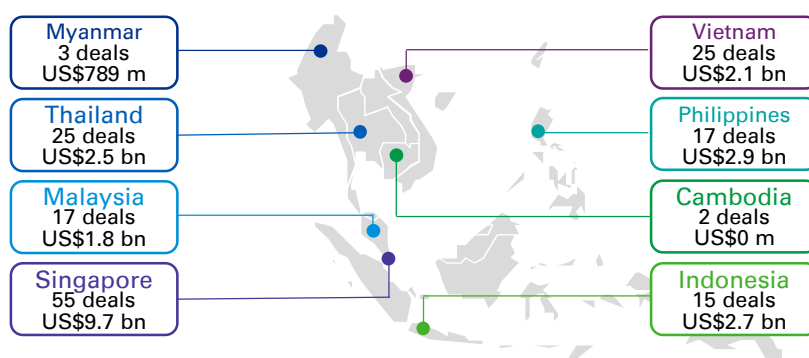 Myanmar
3 deals
US$789 m
Thailand
25 deals
US$2.5 bn
Malaysia
17 deals
US$1.8 bn
Singapore
55 deals
US$9.7 bn
Vietnam
25 deals
US$2.1 bn
Philippines
17 deals
US$2.9 bn
Cambodia
2 deals
US$0 m
Indonesia
15 deals
US$2.7 bn